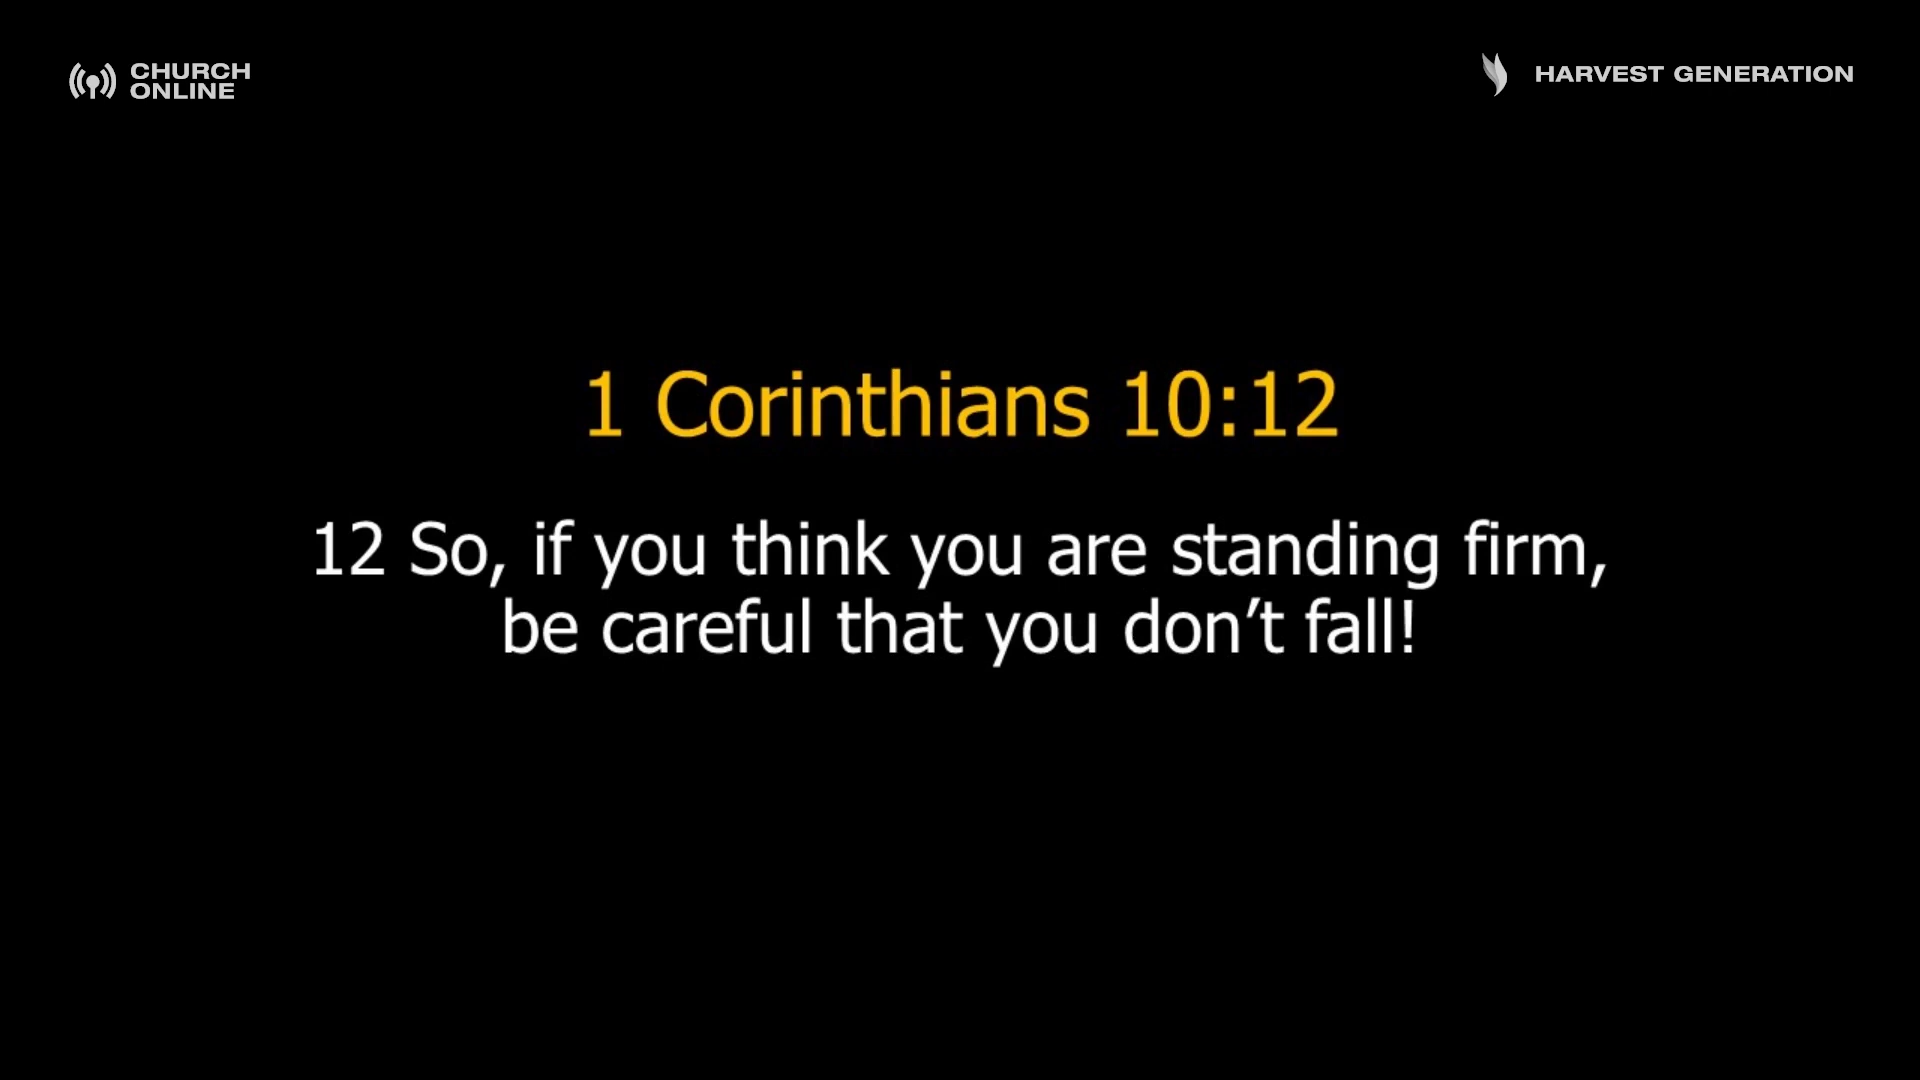 CHURCH
ONLINE
HARVEST GENERATION
1 Corinthians 10:12
12 So, if you think you are standing firm,
be careful that you don’t fall!